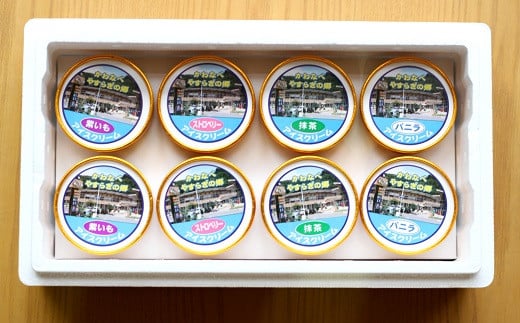 かわなべ
やすらぎの郷
紫いも
アイスクリーム
かわなべ
やすらぎの郷
ストロベリー
アイスクリーム
かわなべ
やすらぎの郷
抹茶
アイスクリーム
かわなべ
やすらぎの郷
バニラ
アイスクリーム
かわなべ
やすらぎの郷
紫いも
アイスクリーム
かわなべ
やすらぎの郷
ストロベリー
アイスクリーム
かわなべ
やすらぎの郷
抹茶
アイスクリーム
かわなべ
やすらぎの郷
バニラ
アイスクリーム